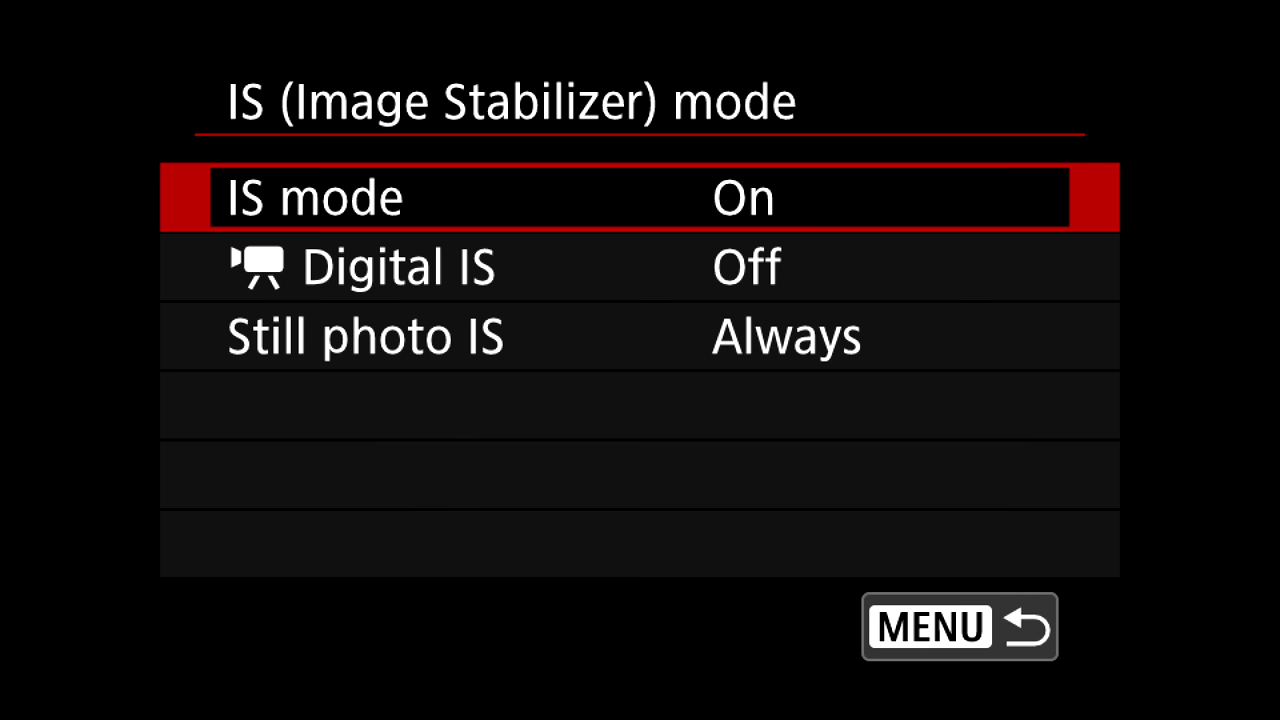 IS (Image Stabilizer) mode
IS mode On
Digital IS Off
Still photo IS Always
MENU